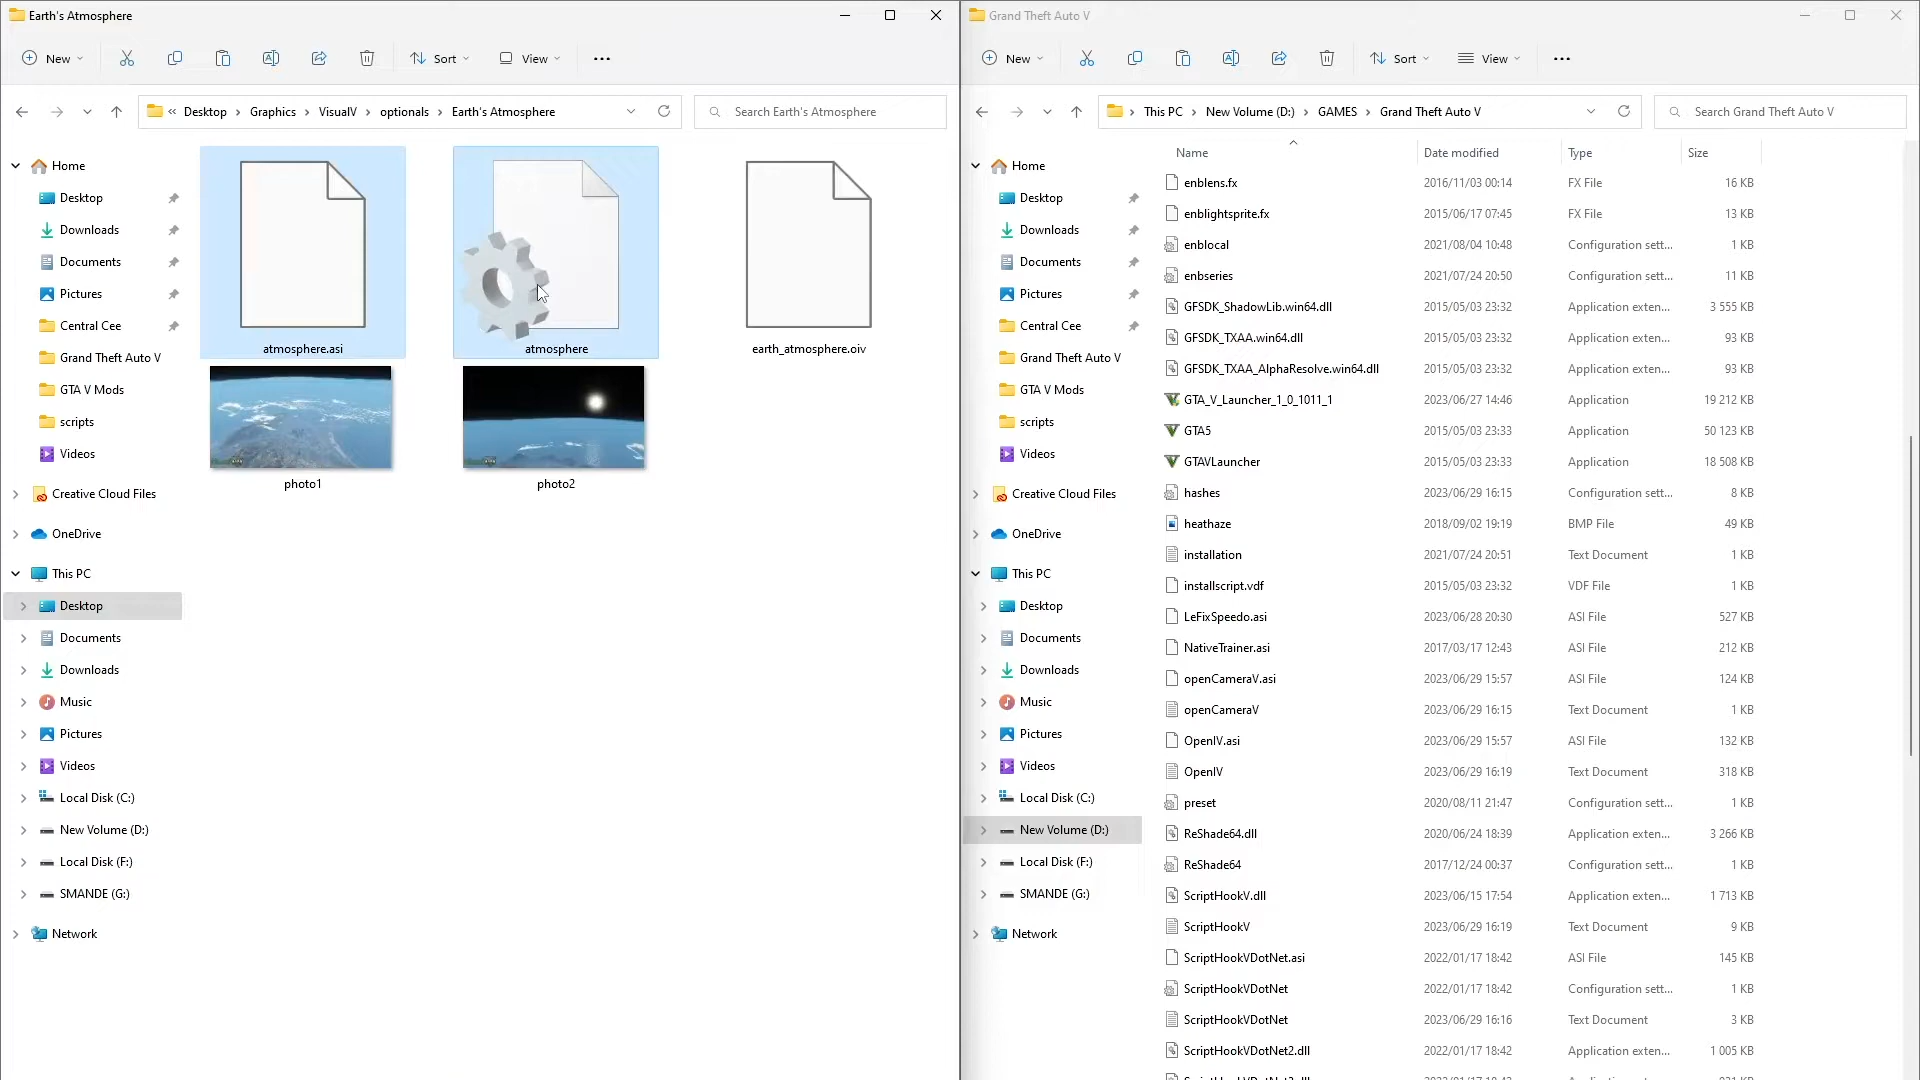 Earth's Atmosphere
New
Sort
View
«
Desktop
Graphics
VisualV
optionals
Earth's Atmosphere
Search Earth's Atmosphere
Home
Desktop
Downloads
Documents
Pictures
Central Cee
Grand Theft Auto V
GTA V Mods
scripts
Videos
Creative Cloud Files
OneDrive
This PC
Desktop
Documents
Downloads
Music
Pictures
Videos
Local Disk (C:)
New Volume (D:)
Local Disk (F:)
SMANDE (G:)
Network
atmosphere.asi
atmosphere
earth_atmosphere.oiv
photo1
photo2
Grand Theft Auto V
New
Sort
View
This PC
New Volume (D:)
GAMES
Grand Theft Auto V
Search Grand Theft Auto V
Home
Desktop
Downloads
Documents
Pictures
Central Cee
Grand Theft Auto V
GTA V Mods
scripts
Videos
Creative Cloud Files
OneDrive
This PC
Desktop
Documents
Downloads
Music
Pictures
Videos
Local Disk (C:)
New Volume (D:)
Local Disk (F:)
SMANDE (G:)
Network
Name Date modified Type Size
enblens.fx 2016/11/03 00:14 FX File 16 KB
enblightsprite.fx 2015/06/17 07:45 FX File 13 KB
enblocal 2021/08/04 10:48 Configuration sett... 1 KB
enbseries 2021/07/24 20:50 Configuration sett... 11 KB
GFSDK_ShadowLib.win64.dll 2015/05/03 23:32 Application exten... 3 555 KB
GFSDK_TXAA.win64.dll 2015/05/03 23:32 Application exten... 93 KB
GFSDK_TXAA_AlphaResolve.win64.dll 2015/05/03 23:32 Application exten... 93 KB
GTA_V_Launcher_1_0_1011_1 2023/06/27 14:46 Application 19 212 KB
GTA5 2015/05/03 23:33 Application 50 123 KB
GTAVLauncher 2015/05/03 23:33 Application 18 508 KB
hashes 2023/06/29 16:15 Configuration sett... 8 KB
heathaze 2018/09/02 19:19 BMP File 49 KB
installation 2021/07/24 20:51 Text Document 1 KB
installscript.vdf 2015/05/03 23:32 VDF File 1 KB
LeFixSpeedo.asi 2023/06/28 20:30 ASI File 527 KB
NativeTrainer.asi 2017/03/17 12:43 ASI File 212 KB
openCameraV.asi 2023/06/29 15:57 ASI File 124 KB
openCameraV 2023/06/29 16:15 Text Document 1 KB
OpenIV.asi 2023/06/29 15:57 ASI File 132 KB
OpenIV 2023/06/29 16:19 Text Document 318 KB
preset 2020/08/11 21:47 Configuration sett... 1 KB
ReShade64.dll 2020/06/24 18:39 Application exten... 3 266 KB
ReShade64 2017/12/24 00:37 Configuration sett... 1 KB
ScriptHookV.dll 2023/06/15 17:54 Application exten... 1 713 KB
ScriptHookV 2023/06/29 16:19 Text Document 9 KB
ScriptHookVDotNet.asi 2022/01/17 18:42 ASI File 145 KB
ScriptHookVDotNet 2022/01/17 18:42 Configuration sett... 1 KB
ScriptHookVDotNet 2023/06/29 16:16 Text Document 3 KB
ScriptHookVDotNet2.dll 2022/01/17 18:42 Application exten... 1 005 KB